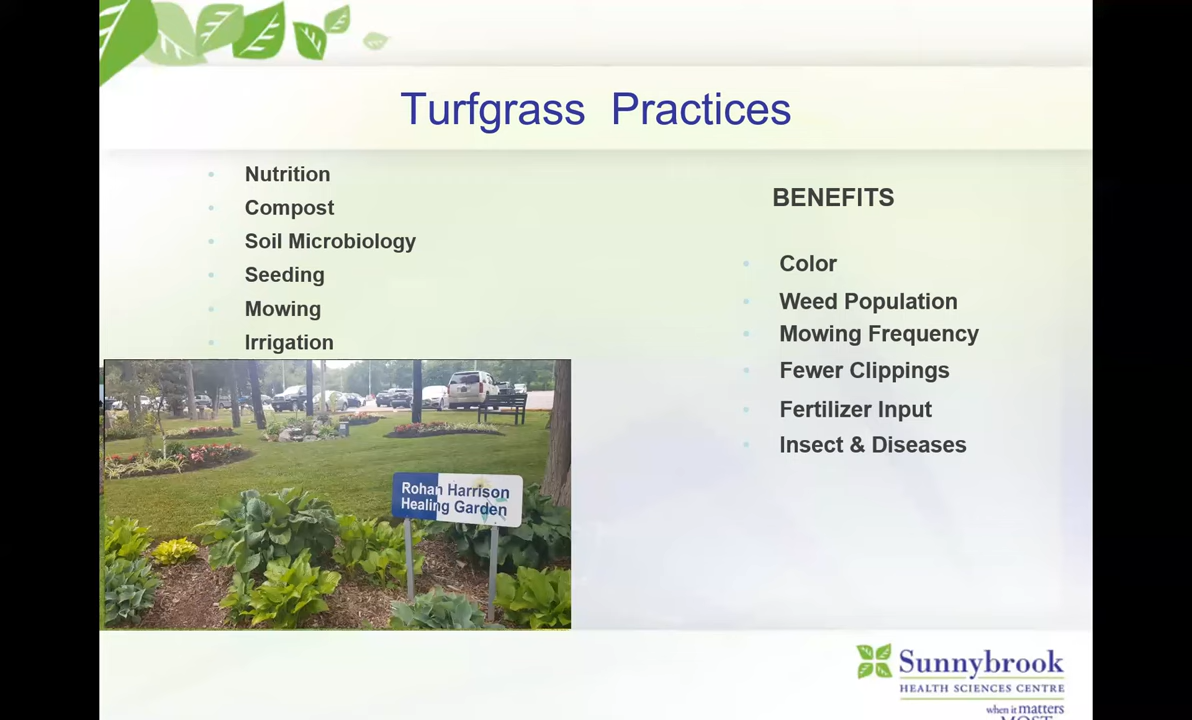 Turfgrass Practices
Nutrition
Compost
Soil Microbiology
Seeding
Mowing
Irrigation
BENEFITS
Color
Weed Population
Mowing Frequency
Fewer Clippings
Fertilizer Input
Insect & Diseases
Rohan Harrison
Healing Garden
Sunnybrook
HEALTH SCIENCES CENTRE
when it matters
MOST